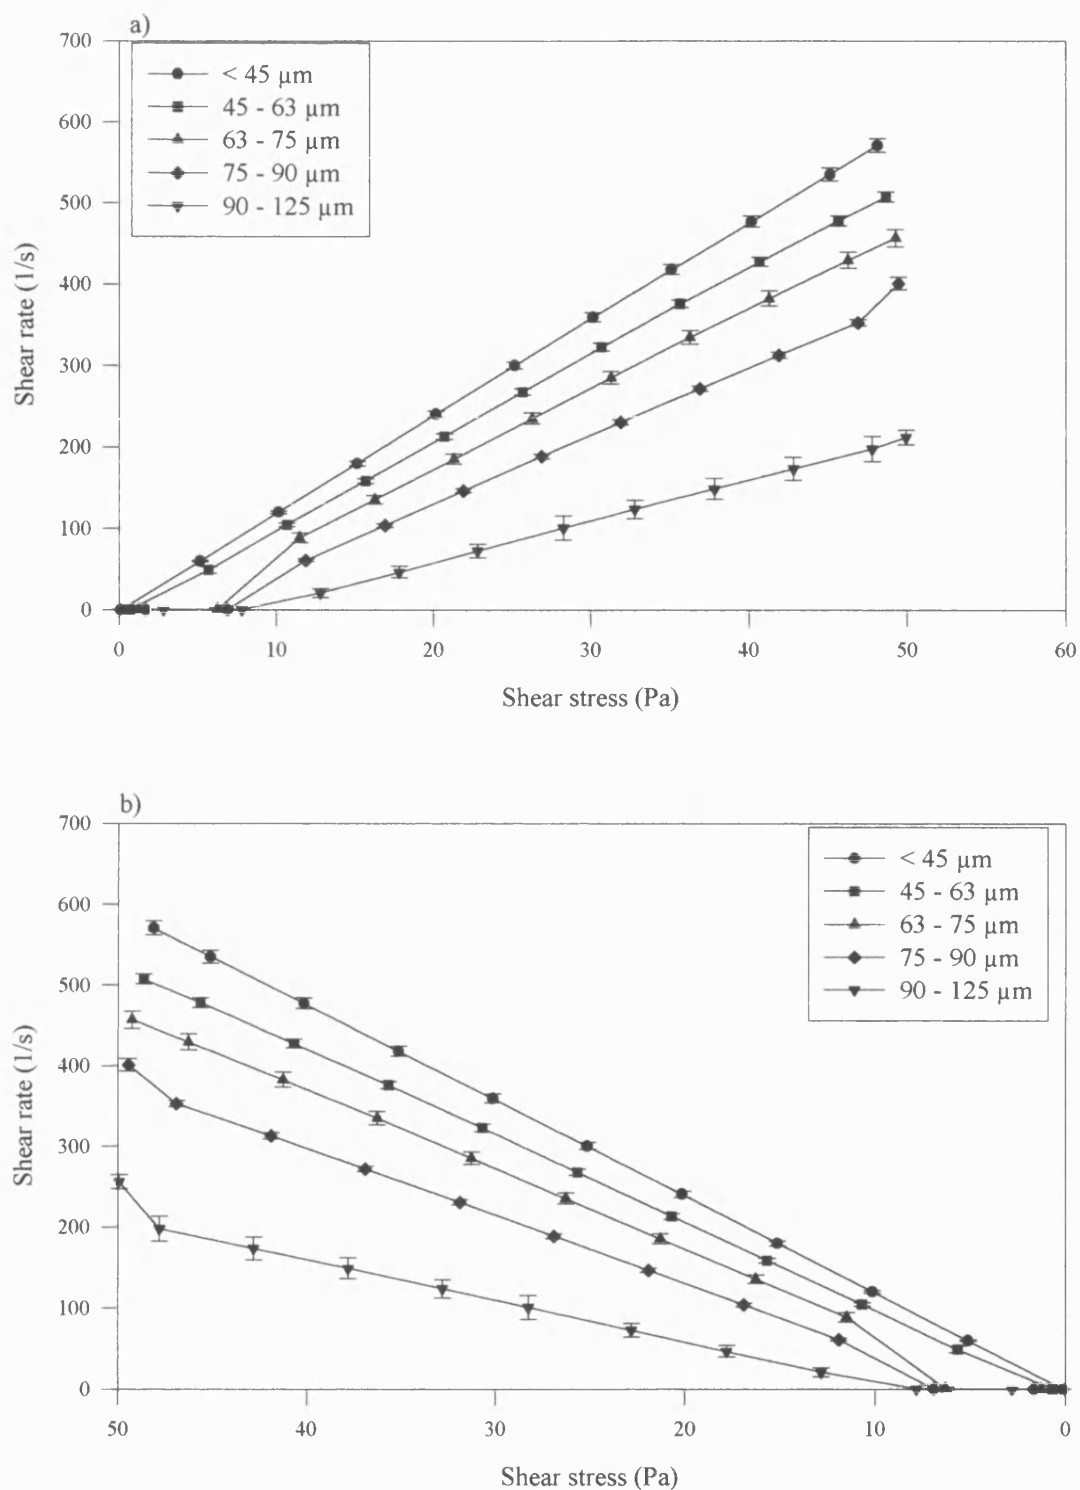 a)
700
< 45 µm
45 - 63 µm
63 - 75 µm
75 - 90 µm
90 - 125 µm
600
500
400
300
200
100
0
Shear rate (1/s)
0 10 20 30 40 50 60
Shear stress (Pa)
b)
700
< 45 µm
45 - 63 µm
63 - 75 µm
75 - 90 µm
90 - 125 µm
600
500
400
300
200
100
0
Shear rate (1/s)
50 40 30 20 10 0
Shear stress (Pa)